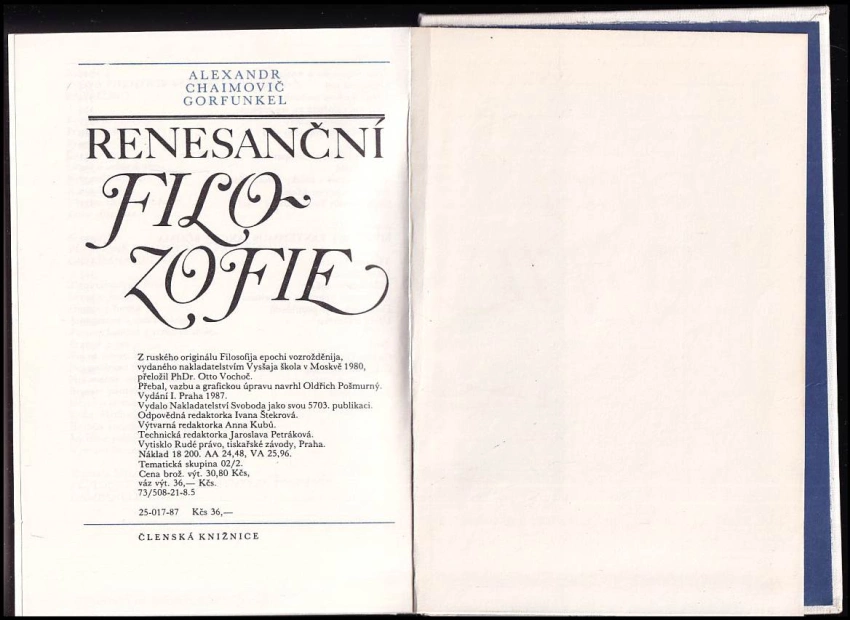 ALEXANDR
CHAIMOVIČ
GORFUNKEL
RENESANČNÍ
FILO-
ZOFIE
Z ruského originálu Filosofija epochi vozrožděnija,
vydaného nakladatelstvím Vysšaja škola v Moskvě 1980,
přeložil PhDr. Otto Vochoč.
Přebal, vazbu a grafickou úpravu navrhl Oldřich Pošmurný.
Vydání I. Praha 1987.
Vydalo Nakladatelství Svoboda jako svou 5703. publikaci.
Odpovědná redaktorka Ivana Štekrová.
Výtvarná redaktorka Anna Kubů.
Technická redaktorka Jaroslava Petráková.
Vytisklo Rudé právo, tiskařské závody, Praha.
Náklad 18 200. AA 24,48, VA 25,96.
Tematická skupina 02/2.
Cena brož. výt. 30,80 Kčs,
váz výt. 36,— Kčs.
73/508-21-8.5
25-017-87 Kčs 36,—
ČLENSKÁ KNIŽNICE